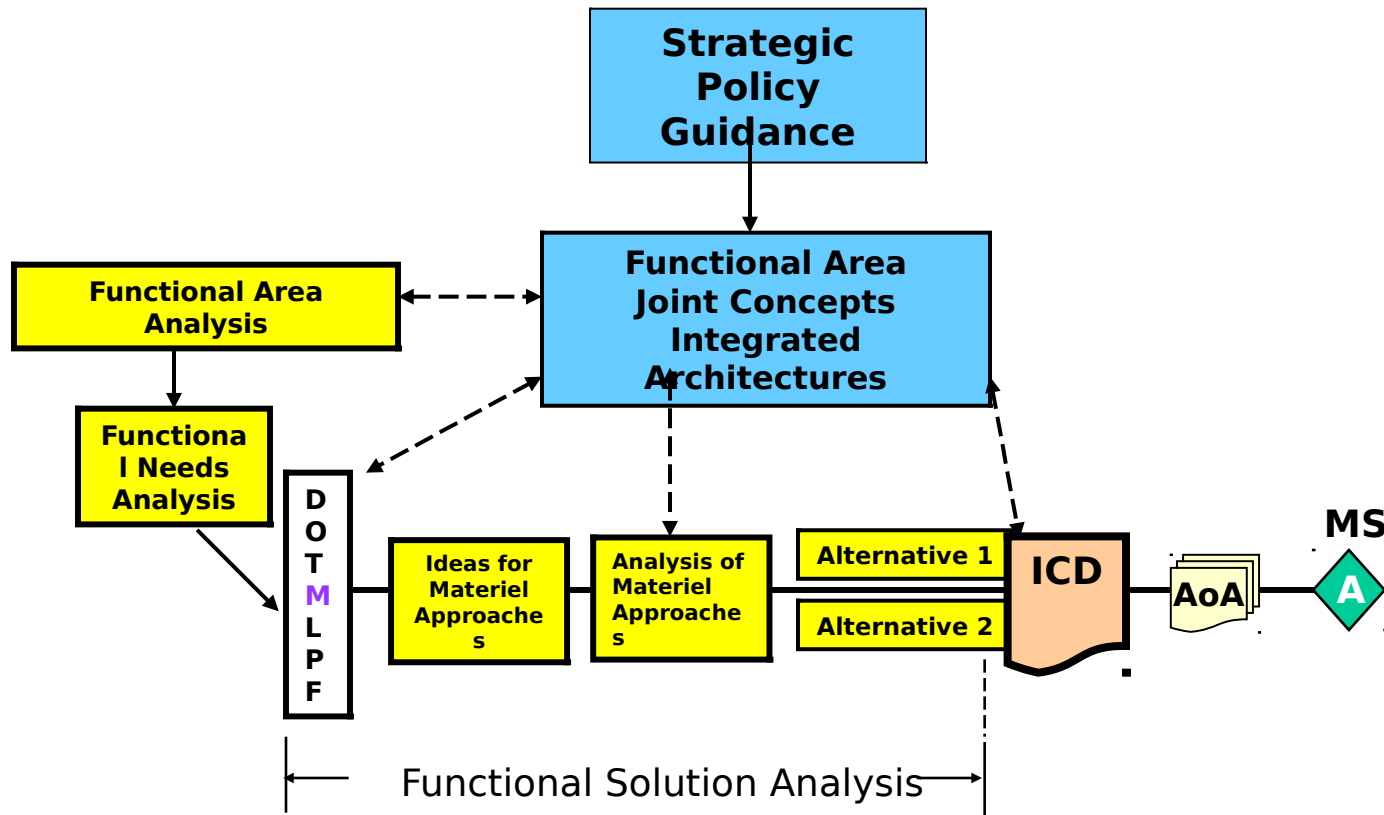 Strategic
Policy
Guidance
Functional Area
Joint Concepts
Integrated
Architectures
Functional Area
Analysis
Functiona
l Needs
Analysis
D
O
T
M
L
P
F
Ideas for
Materiel
Approache
s
Analysis of
Materiel
Approache
s
Alternative 1
Alternative 2
ICD
AoA
MS
A
Functional Solution Analysis